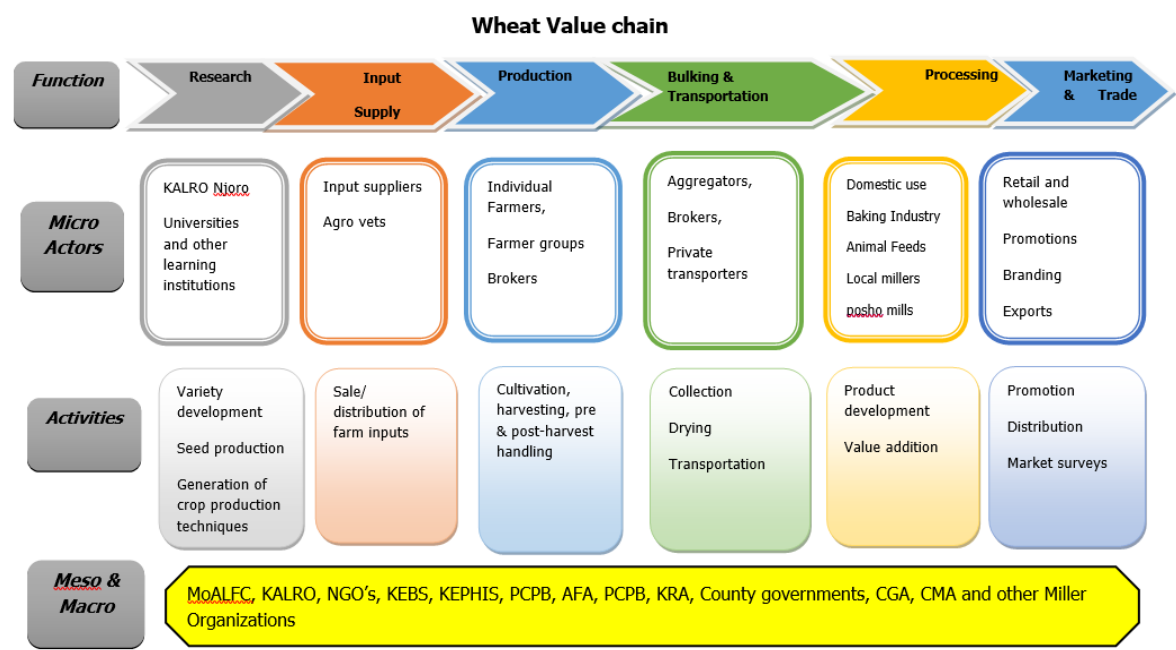 Wheat Value chain
Function
Research
Input
Supply
Production
Bulking &
Transportation
Processing
Marketing
& Trade
Micro
Actors
KALRO Njoro
Universities
and other
learning
institutions
Input suppliers
Agro vets
Individual
Farmers,
Farmer groups
Brokers
Aggregators,
Brokers,
Private
transporters
Domestic use
Baking Industry
Animal Feeds
Local millers
posho mills
Retail and
wholesale
Promotions
Branding
Exports
Activities
Variety
development
Seed production
Generation of
crop production
techniques
Sale/
distribution of
farm inputs
Cultivation,
harvesting, pre
& post-harvest
handling
Collection
Drying
Transportation
Product
development
Value addition
Promotion
Distribution
Market surveys
Meso &
Macro
MoALFC, KALRO, NGO’s, KEBS, KEPHIS, PCPB, AFA, PCPB, KRA, County governments, CGA, CMA and other Miller
Organizations